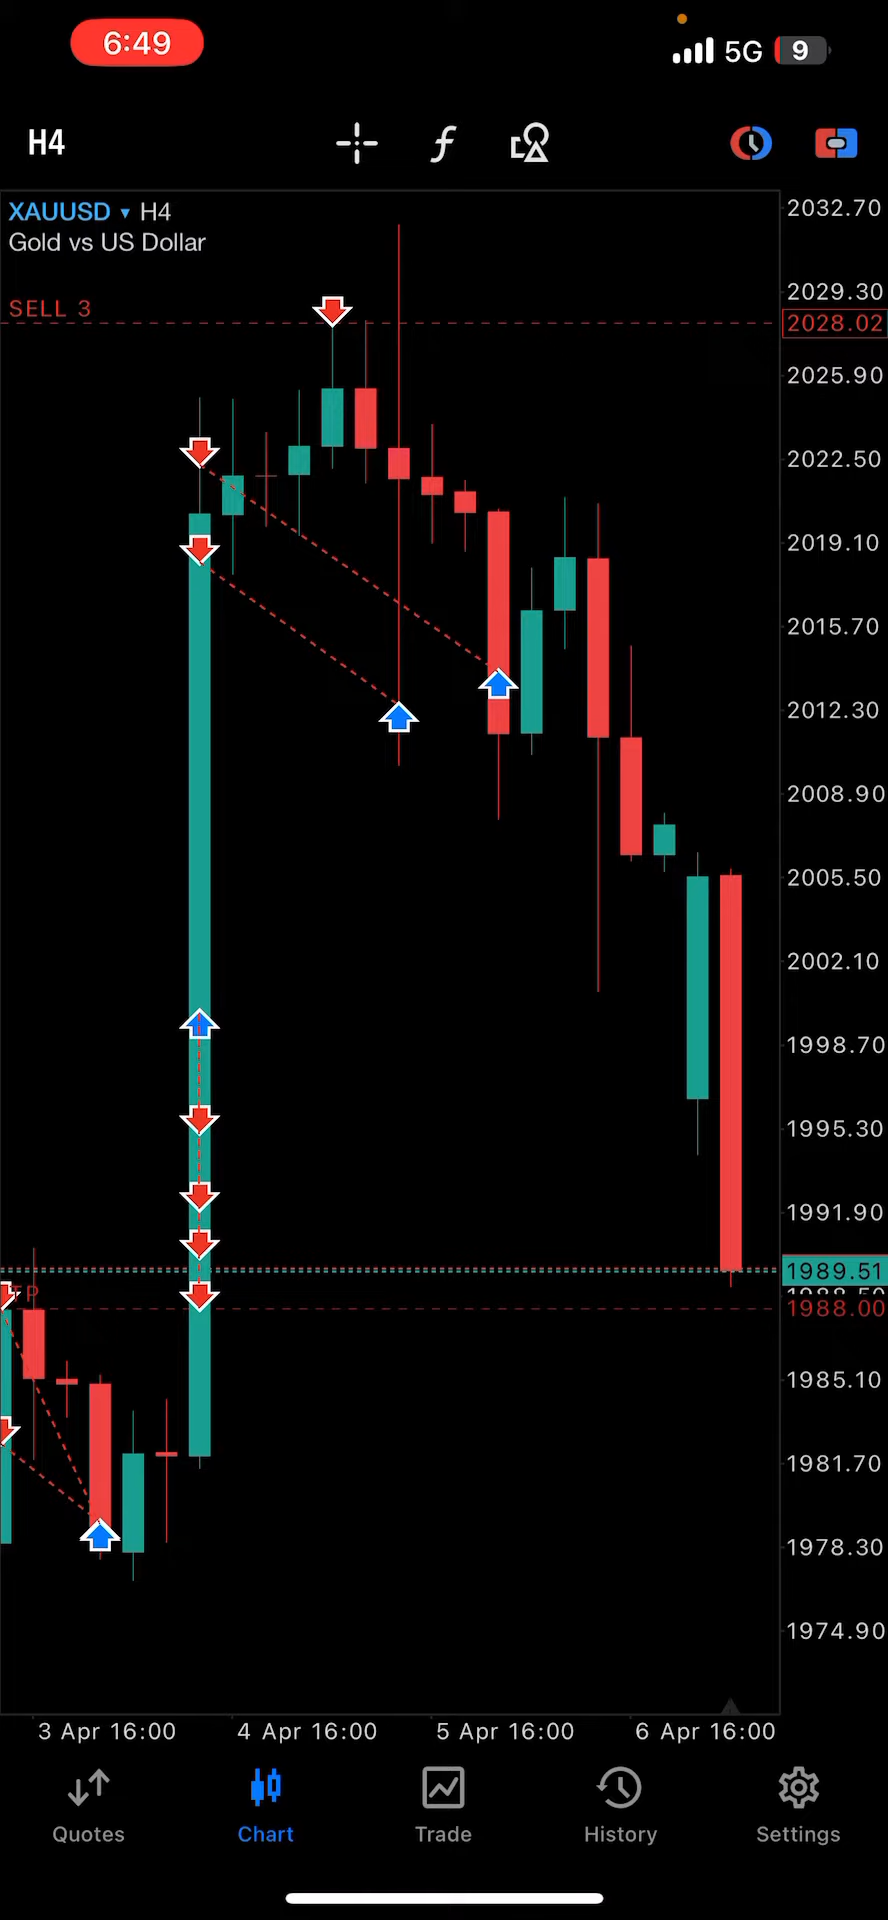 6:49
5G 9
H4
XAUUSD ▾ H4
Gold vs US Dollar
2032.70
2029.30
SELL 3
2028.02
2025.90
2022.50
2019.10
2015.70
2012.30
2008.90
2005.50
2002.10
1998.70
1995.30
1991.90
1989.51
TP
1988.00
1985.10
1981.70
1978.30
1974.90
3 Apr 16:00 4 Apr 16:00 5 Apr 16:00 6 Apr 16:00
Quotes Chart Trade History Settings